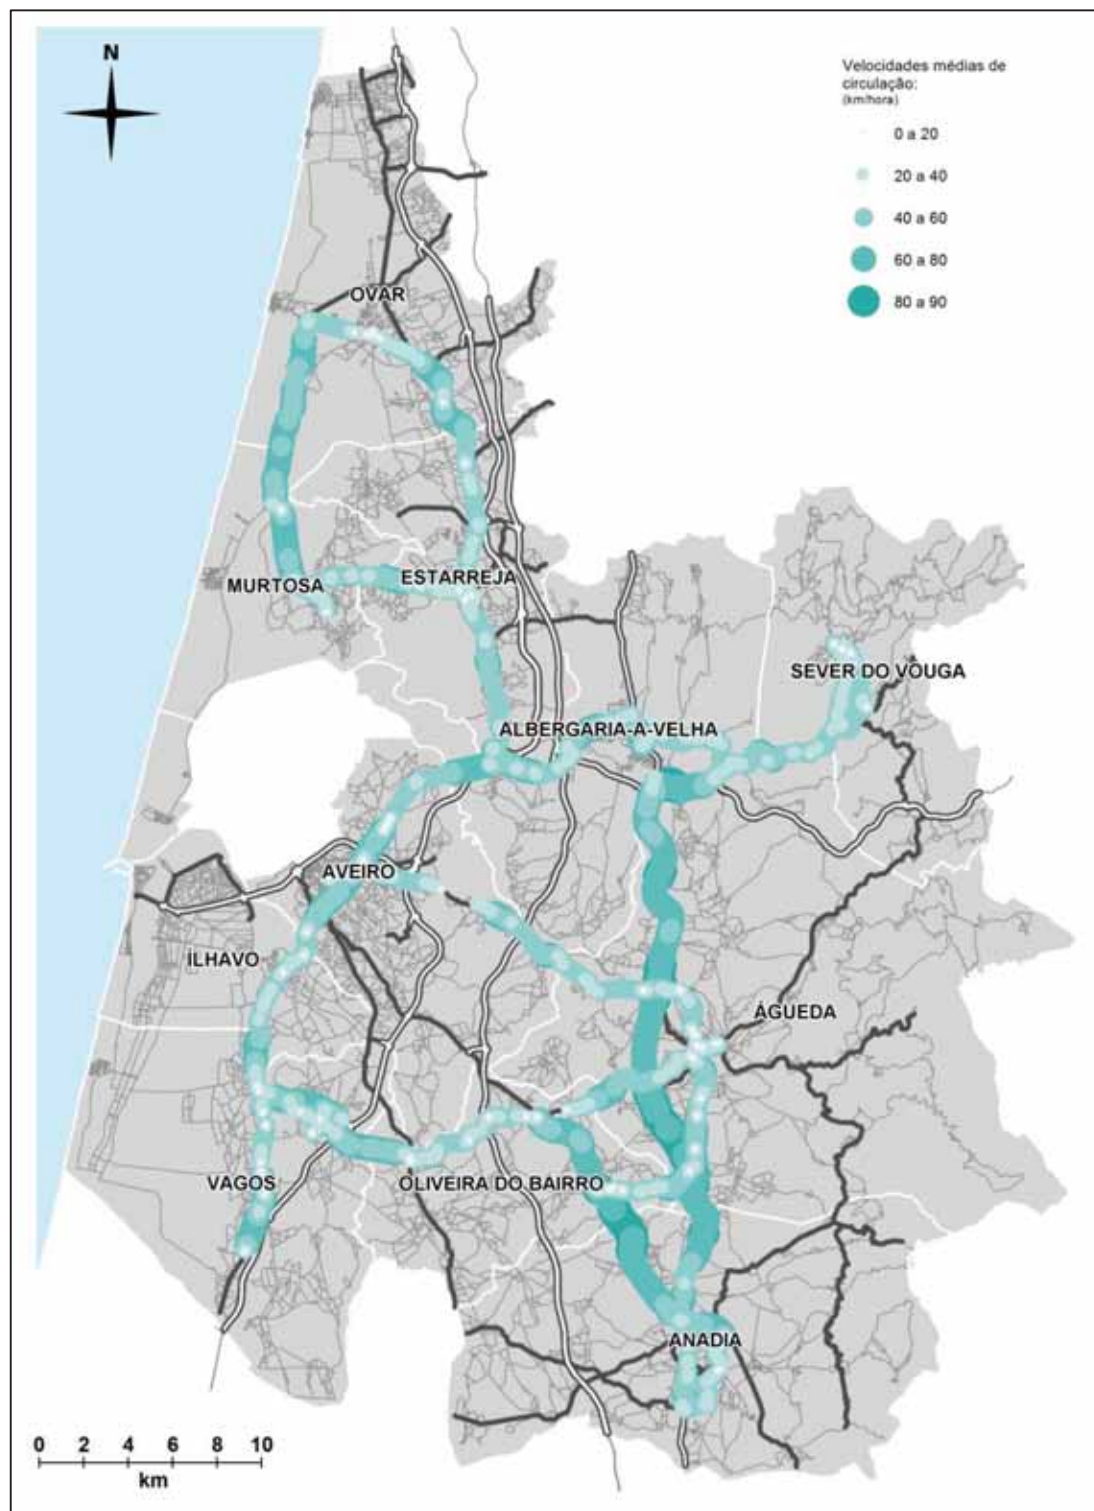 N
Velocidades médias de
circulação:
(km/hora)
0 a 20
20 a 40
40 a 60
60 a 80
80 a 90
OVAR
MURTOSA
ESTARREJA
SEVER DO VOUGA
ALBERGARIA-A-VELHA
AVEIRO
ÍLHAVO
ÁGUEDA
VAGOS
OLIVEIRA DO BAIRRO
ANADIA
0 2 4 6 8 10
km